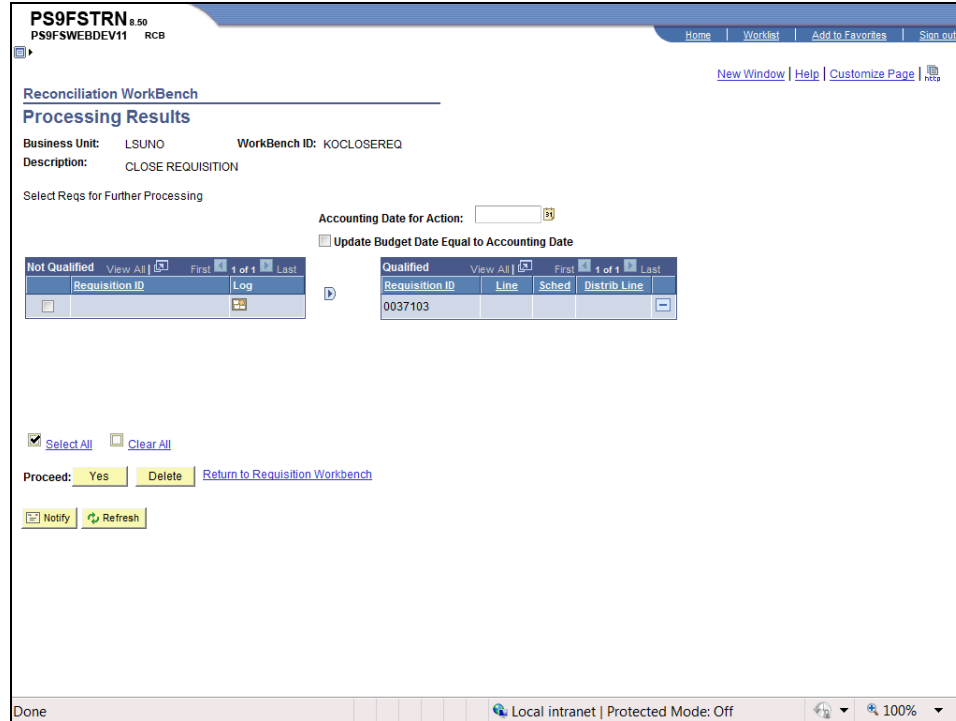 PS9FSTRN 8.50
PS9FSWEBDEV11 RCB
Home | Worklist | Add to Favorites | Sign out
New Window | Help | Customize Page | http
Reconciliation WorkBench
Processing Results
Business Unit: LSUNO WorkBench ID: KOCLOSEREQ
Description: CLOSE REQUISITION
Select Reqs for Further Processing
Accounting Date for Action: 31
Update Budget Date Equal to Accounting Date
Not Qualified View All | First 1 of 1 Last Qualified View All | First 1 of 1 Last
Requisition ID Log Requisition ID Line Sched Distrib Line
0037103
Select All Clear All
Proceed: Yes Delete Return to Requisition Workbench
Notify Refresh
Done Local intranet | Protected Mode: Off 100%